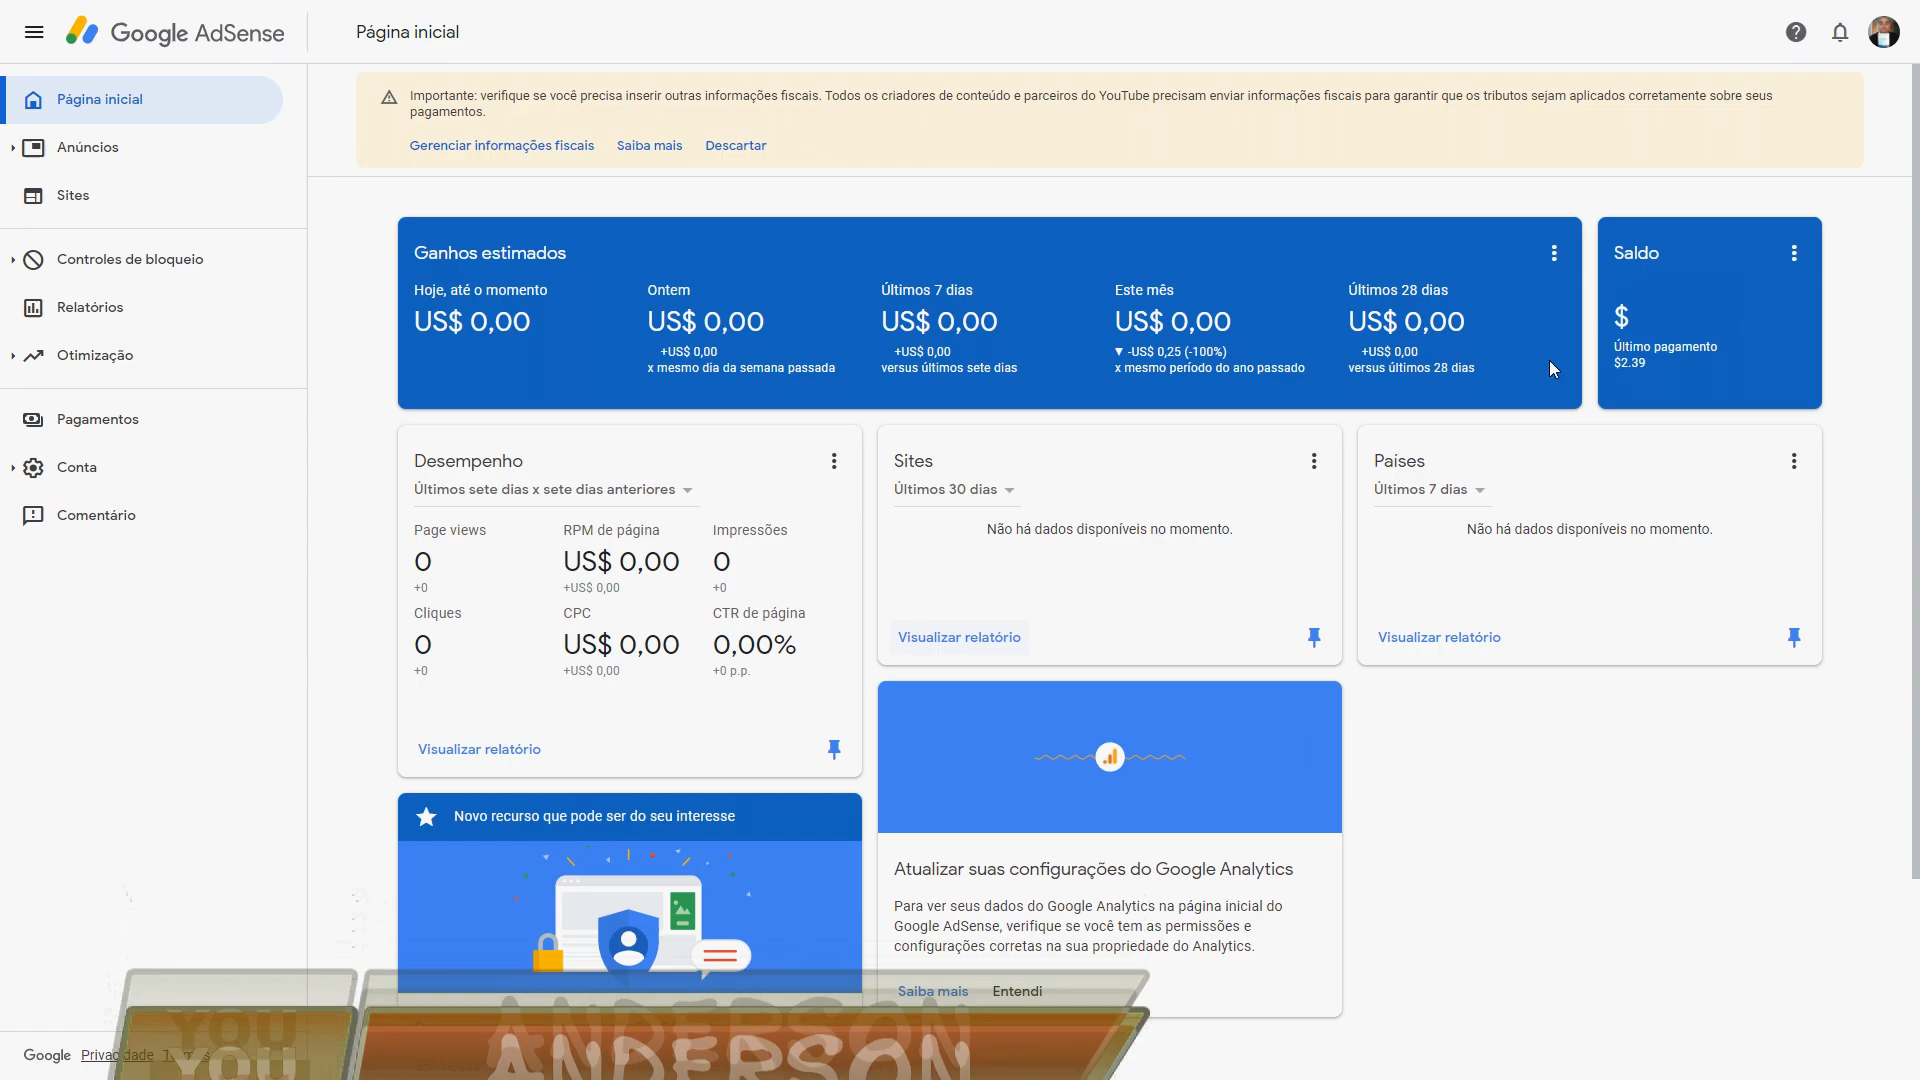 Google AdSense
Página inicial
Página inicial
Anúncios
Sites
Controles de bloqueio
Relatórios
Otimização
Pagamentos
Conta
Comentário
Importante: verifique se você precisa inserir outras informações fiscais. Todos os criadores de conteúdo e parceiros do YouTube precisam enviar informações fiscais para garantir que os tributos sejam aplicados corretamente sobre seus
pagamentos.
Gerenciar informações fiscais Saiba mais Descartar
Ganhos estimados
Hoje, até o momento
US$ 0,00
Ontem
US$ 0,00
+US$ 0,00
x mesmo dia da semana passada
Últimos 7 dias
US$ 0,00
+US$ 0,00
versus últimos sete dias
Este mês
US$ 0,00
▼ -US$ 0,25 (-100%)
x mesmo período do ano passado
Últimos 28 dias
US$ 0,00
+US$ 0,00
versus últimos 28 dias
Saldo
$
Último pagamento
$2.39
Desempenho
Últimos sete dias x sete dias anteriores
Page views
0
+0
RPM de página
US$ 0,00
+US$ 0,00
Impressões
0
+0
Cliques
0
+0
CPC
US$ 0,00
+US$ 0,00
CTR de página
0,00%
+0 p.p.
Visualizar relatório
Sites
Últimos 30 dias
Não há dados disponíveis no momento.
Visualizar relatório
Países
Últimos 7 dias
Não há dados disponíveis no momento.
Visualizar relatório
Novo recurso que pode ser do seu interesse
Atualizar suas configurações do Google Analytics
Para ver seus dados do Google Analytics na página inicial do
Google AdSense, verifique se você tem as permissões e
configurações corretas na sua propriedade do Analytics.
Saiba mais Entendi
YOU
ANDERSON
YOU
ANDERSON
Google Privacidade